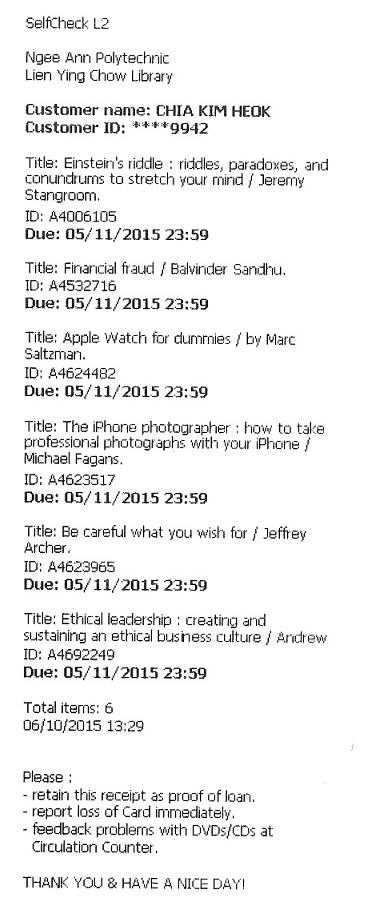 SelfCheck L2
Ngee Ann Polytechnic
Lien Ying Chow Library
Customer name: CHIA KIM HEOK
Customer ID: ****9942
Title: Einstein's riddle : riddles, paradoxes, and
conundrums to stretch your mind / Jeremy
Stangroom.
ID: A4006105
Due: 05/11/2015 23:59
Title: Financial fraud / Balvinder Sandhu.
ID: A4532716
Due: 05/11/2015 23:59
Title: Apple Watch for dummies / by Marc
Saltzman.
ID: A4624482
Due: 05/11/2015 23:59
Title: The iPhone photographer : how to take
professional photographs with your iPhone /
Michael Fagans.
ID: A4623517
Due: 05/11/2015 23:59
Title: Be careful what you wish for / Jeffrey
Archer.
ID: A4623965
Due: 05/11/2015 23:59
Title: Ethical leadership : creating and
sustaining an ethical business culture / Andrew
ID: A4692249
Due: 05/11/2015 23:59
Total items: 6
06/10/2015 13:29
Please :
- retain this receipt as proof of loan.
- report loss of Card immediately.
- feedback problems with DVDs/CDs at
Circulation Counter.
THANK YOU & HAVE A NICE DAY!